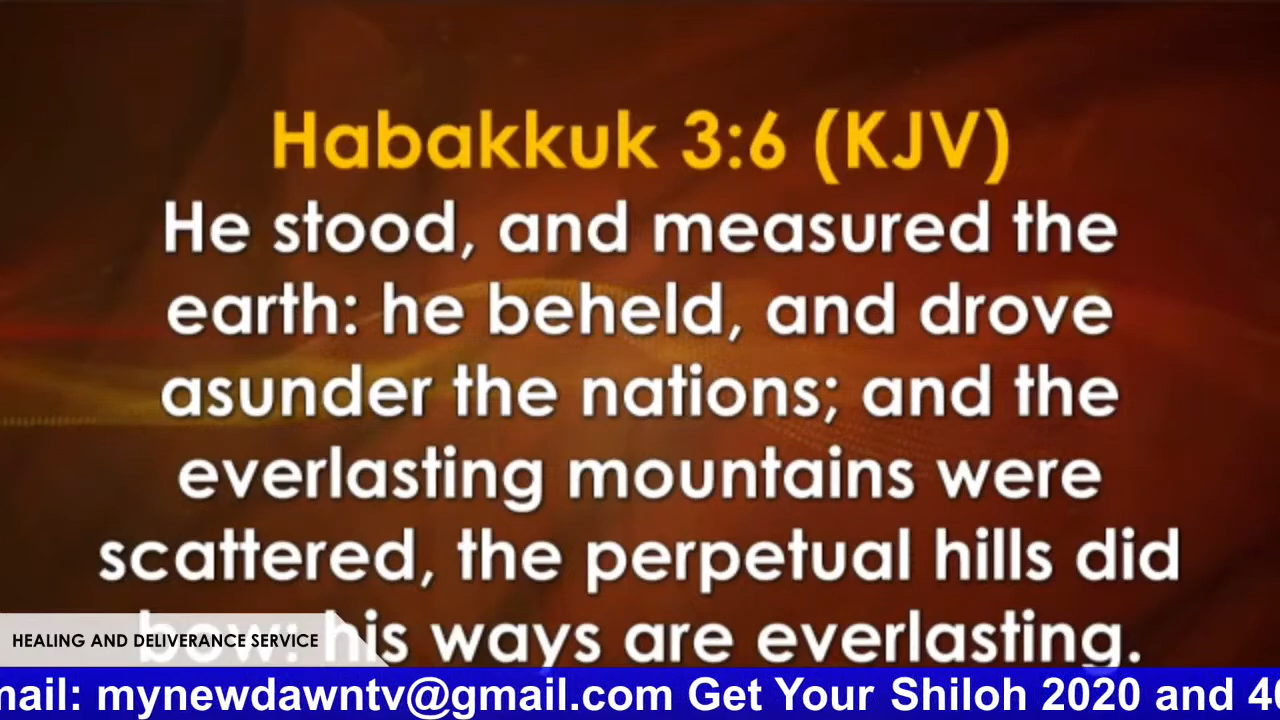 Habakkuk 3:6 (KJV)
He stood, and measured the
earth: he beheld, and drove
asunder the nations; and the
everlasting mountains were
scattered, the perpetual hills did
bow: his ways are everlasting.
HEALING AND DELIVERANCE SERVICE
mail: mynewdawntv@gmail.com Get Your Shiloh 2020 and